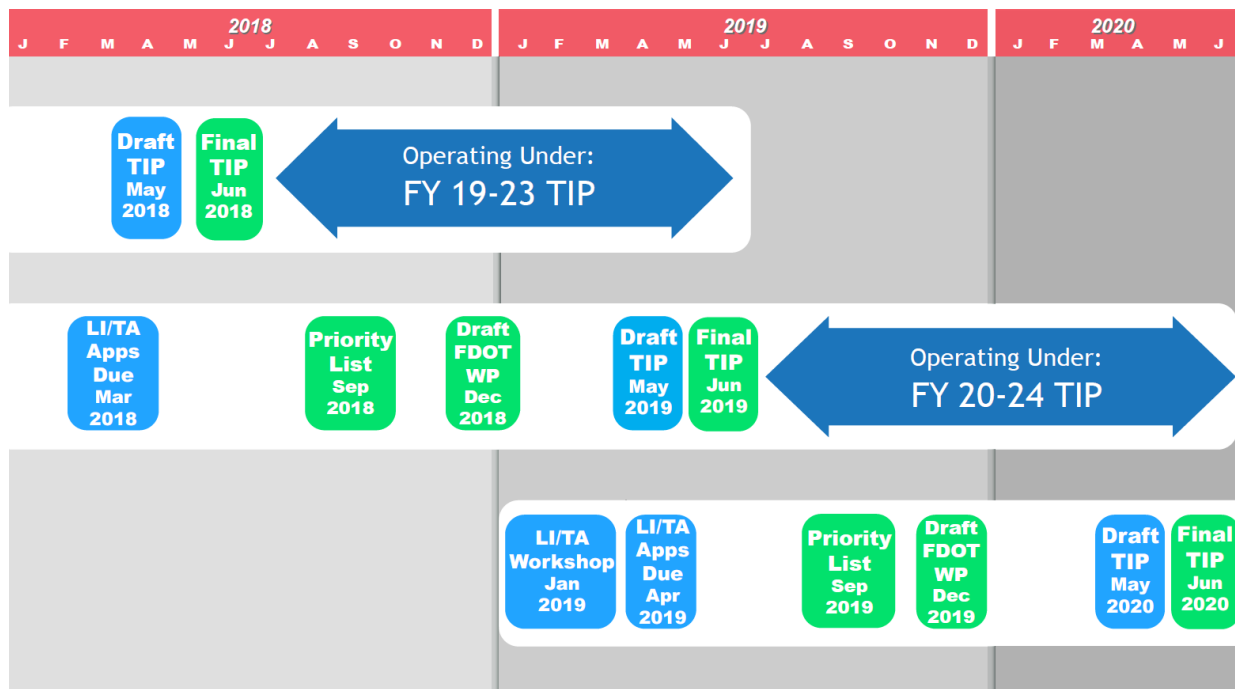 2018
2019
2020
J F M A M J J A S O N D
J F M A M J J A S O N D
J F M A M J
Draft
TIP
May
2018
Final
TIP
Jun
2018
Operating Under:
FY 19-23 TIP
LI/TA
Apps
Due
Mar
2018
Priority
List
Sep
2018
Draft
FDOT
WP
Dec
2018
Draft
TIP
May
2019
Final
TIP
Jun
2019
Operating Under:
FY 20-24 TIP
LI/TA
Workshop
Jan
2019
LI/TA
Apps
Due
Apr
2019
Priority
List
Sep
2019
Draft
FDOT
WP
Dec
2019
Draft
TIP
May
2020
Final
TIP
Jun
2020